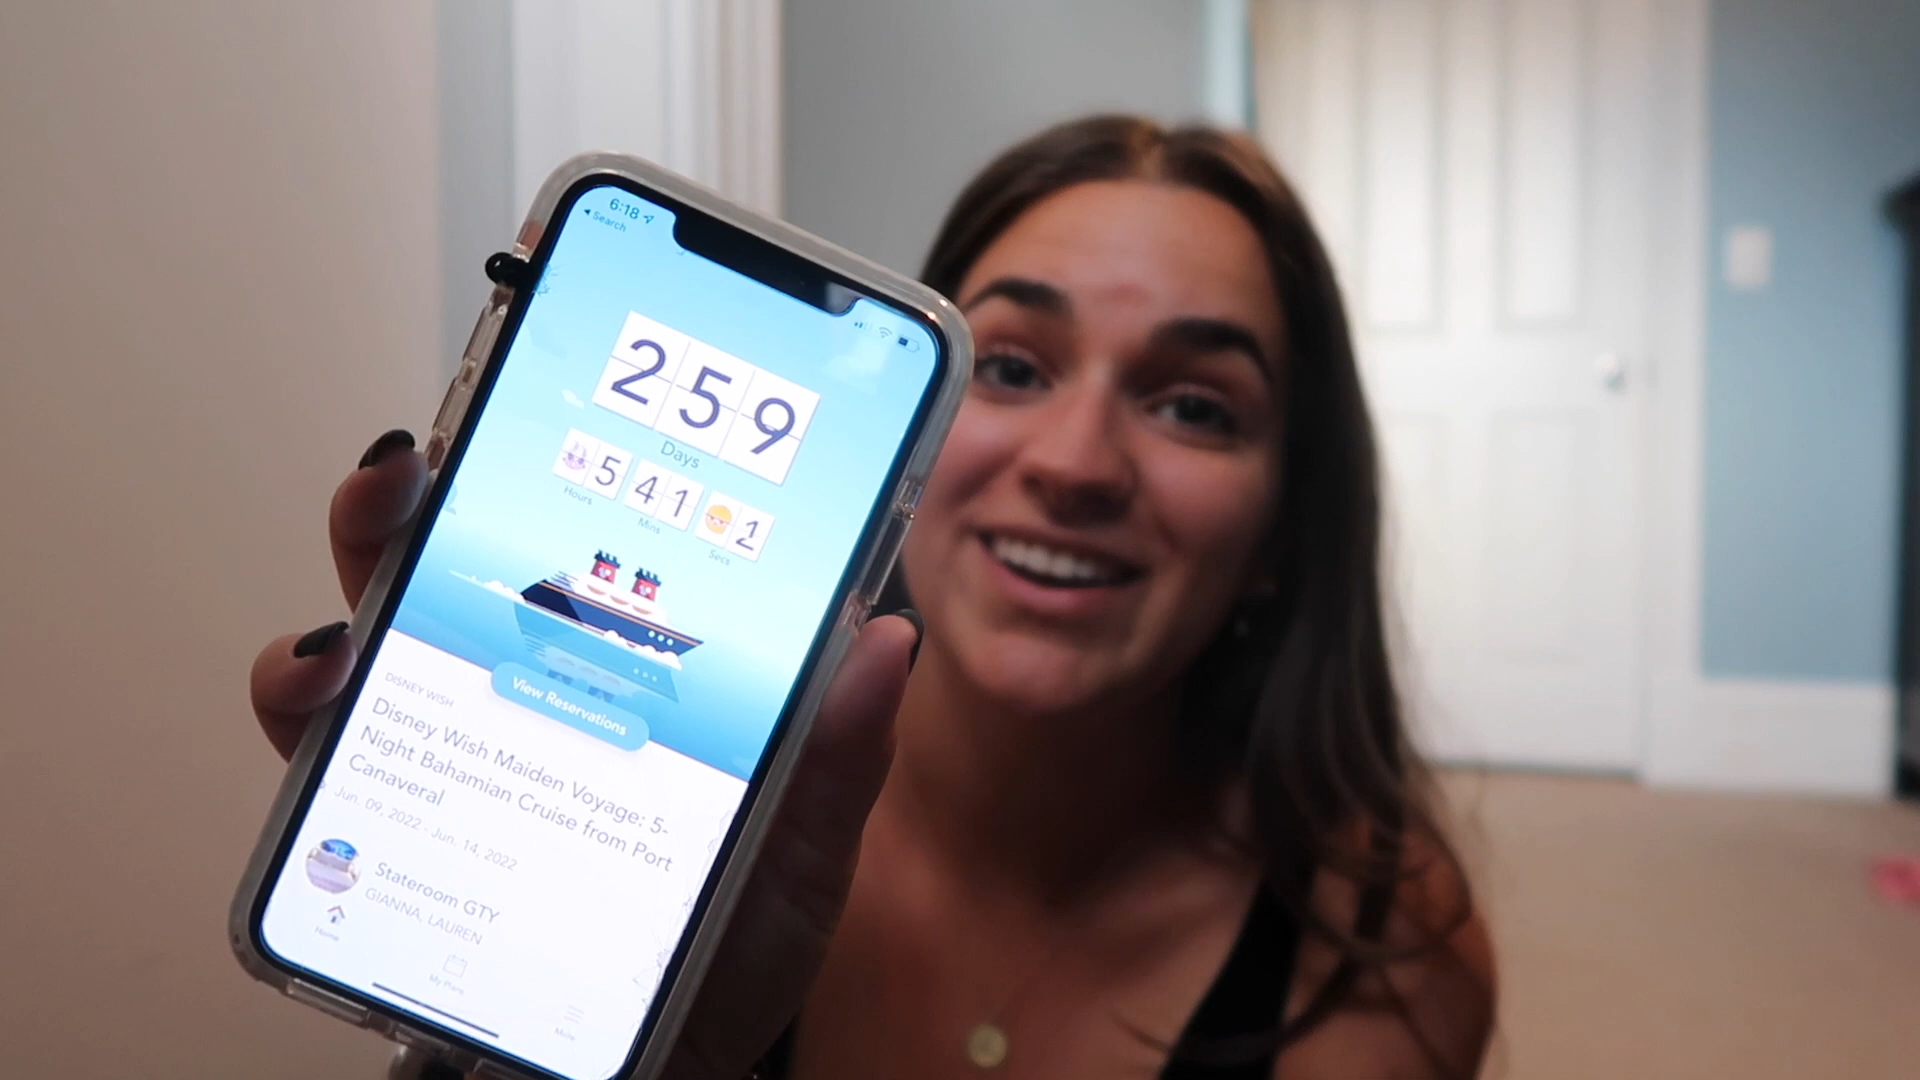 6:18
Search
259
Days
5 41 2
Hours Mins Secs
View Reservations
DISNEY WISH
Disney Wish Maiden Voyage: 5-
Night Bahamian Cruise from Port
Canaveral
Jun. 09, 2022 - Jun. 14, 2022
Stateroom GTY
GIANNA, LAUREN
Home
My Plans
More